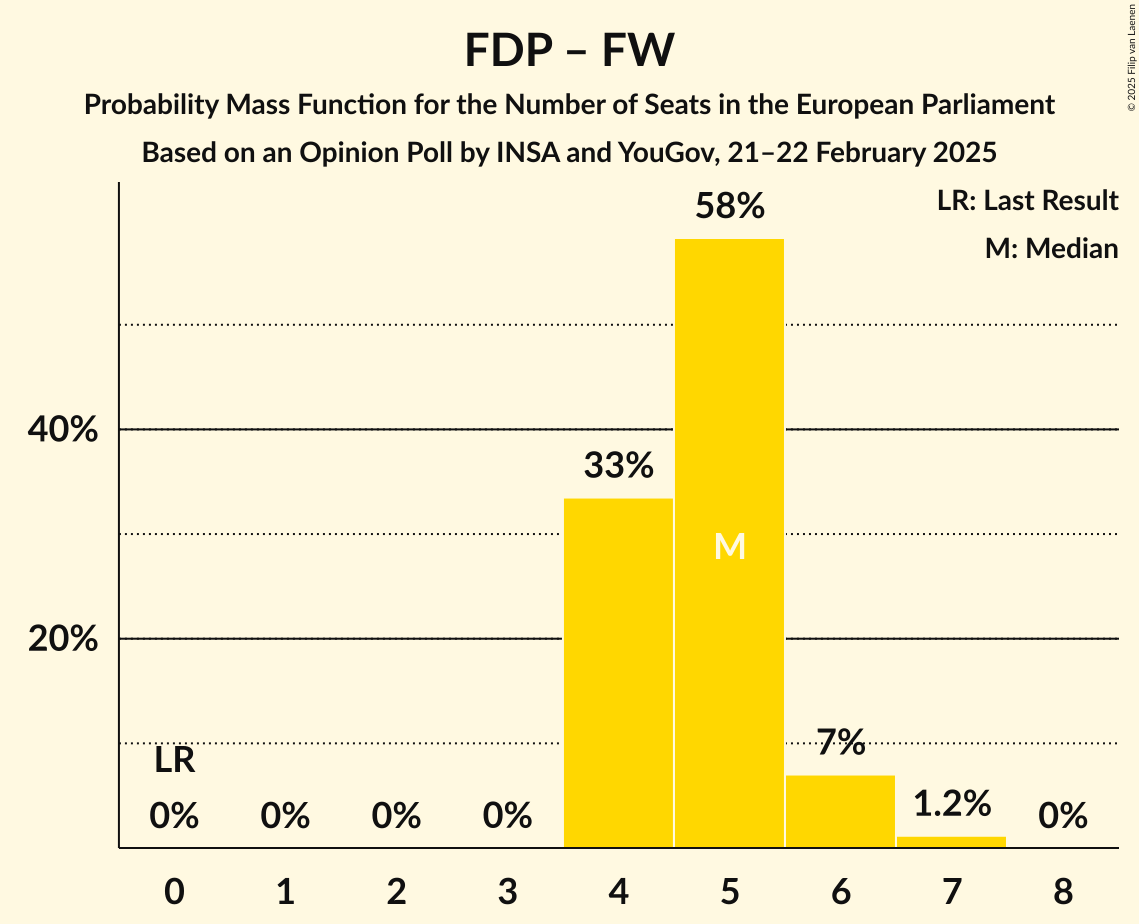 FDP – FW
Probability Mass Function for the Number of Seats in the European Parliament
Based on an Opinion Poll by INSA and YouGov, 21–22 February 2025
© 2025 Filip van Laenen
LR: Last Result
M: Median
58%
40%
33%
M
20%
7%
LR
1.2%
0% 0% 0% 0% 0%
0 1 2 3 4 5 6 7 8